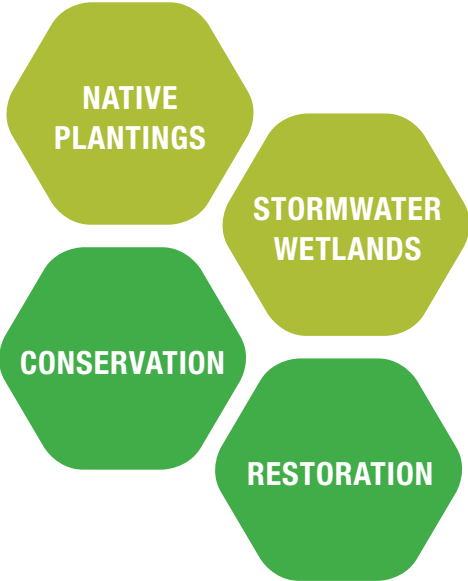 NATIVE
PLANTINGS
STORMWATER
WETLANDS
CONSERVATION
RESTORATION